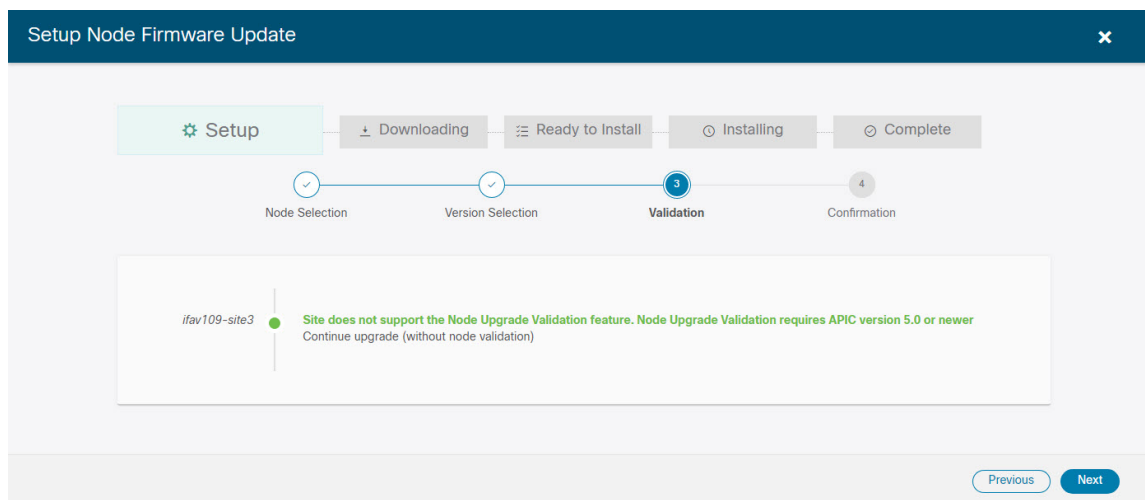 Setup Node Firmware Update
Setup
Downloading
Ready to Install
Installing
Complete
3
4
Node Selection
Version Selection
Validation
Confirmation
ifav109-site3
Site does not support the Node Upgrade Validation feature. Node Upgrade Validation requires APIC version 5.0 or newer
Continue upgrade (without node validation)
Previous
Next